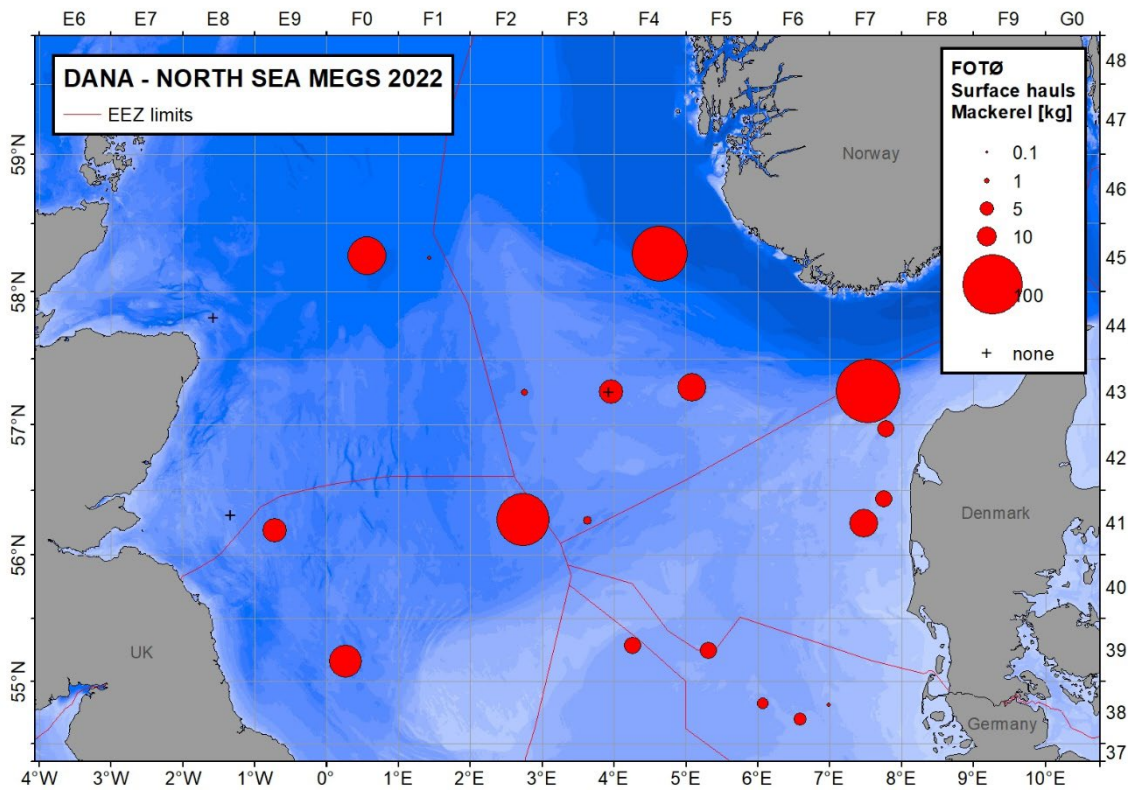 E6 E7 E8 E9 F0 F1 F2 F3 F4 F5 F6 F7 F8 F9 G0
DANA - NORTH SEA MEGS 2022
EEZ limits
FOTØ
Surface hauls
Mackerel [kg]
0.1
1
5
10
100
none
Norway
Denmark
UK
Germany
59°N
58°N
57°N
56°N
55°N
48
47
46
45
44
43
42
41
40
39
38
37
4°W 3°W 2°W 1°W 0° 1°E 2°E 3°E 4°E 5°E 6°E 7°E 8°E 9°E 10°E